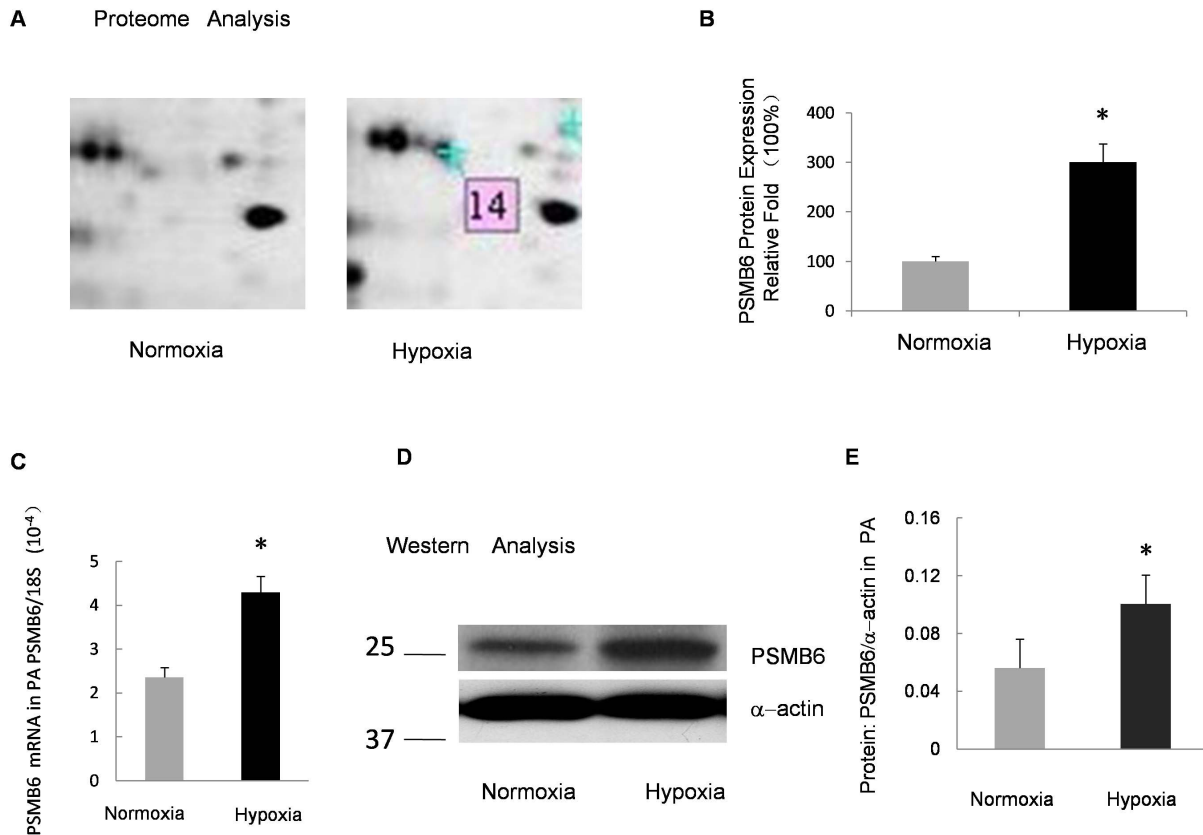 A
Proteome Analysis
14
Normoxia
Hypoxia
B
PSMB6 Protein Expression
Relative Fold (100%)
400
300
200
100
0
*
Normoxia
Hypoxia
C
PSMB6 mRNA in PA PSMB6/18S (10-4)
5
4
3
2
1
0
*
Normoxia
Hypoxia
D
Western Analysis
25
PSMB6
α−actin
37
Normoxia
Hypoxia
E
Protein: PSMB6/α−actin in PA
0.16
0.12
0.08
0.04
0
*
Normoxia
Hypoxia